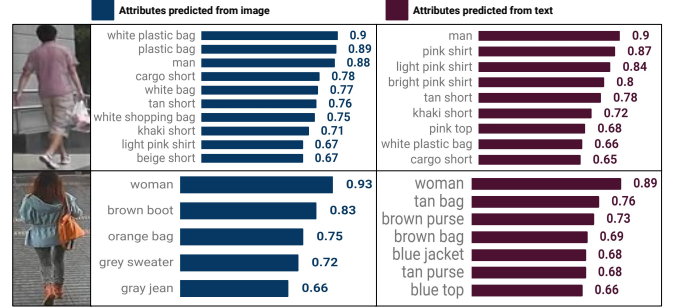 Attributes predicted from image
Attributes predicted from text
white plastic bag 0.9
plastic bag 0.89
man 0.88
cargo short 0.78
white bag 0.77
tan short 0.76
white shopping bag 0.75
khaki short 0.71
light pink shirt 0.67
beige short 0.67
man 0.9
pink shirt 0.87
light pink shirt 0.84
bright pink shirt 0.8
tan short 0.78
khaki short 0.72
pink top 0.68
white plastic bag 0.66
cargo short 0.65
woman 0.93
brown boot 0.83
orange bag 0.75
grey sweater 0.72
gray jean 0.66
woman 0.89
tan bag 0.76
brown purse 0.73
brown bag 0.69
blue jacket 0.68
tan purse 0.68
blue top 0.66